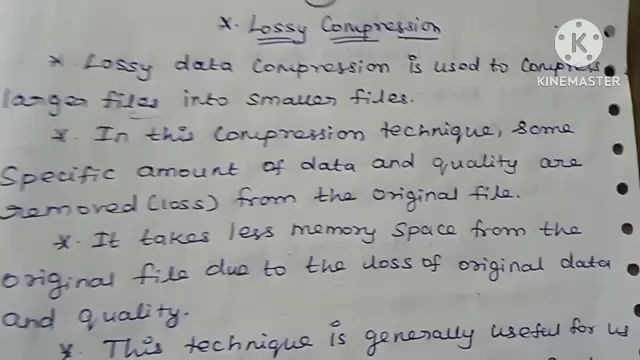 *. Lossy Compression
*. Lossy data compression is used to compress
larger files into smaller files.
*. In this compression technique, some
specific amount of data and quality are
removed (loss) from the original file.
*. It takes less memory space from the
original file due to the loss of original data
and quality.
*. This technique is generally useful for us
K
KINEMASTER